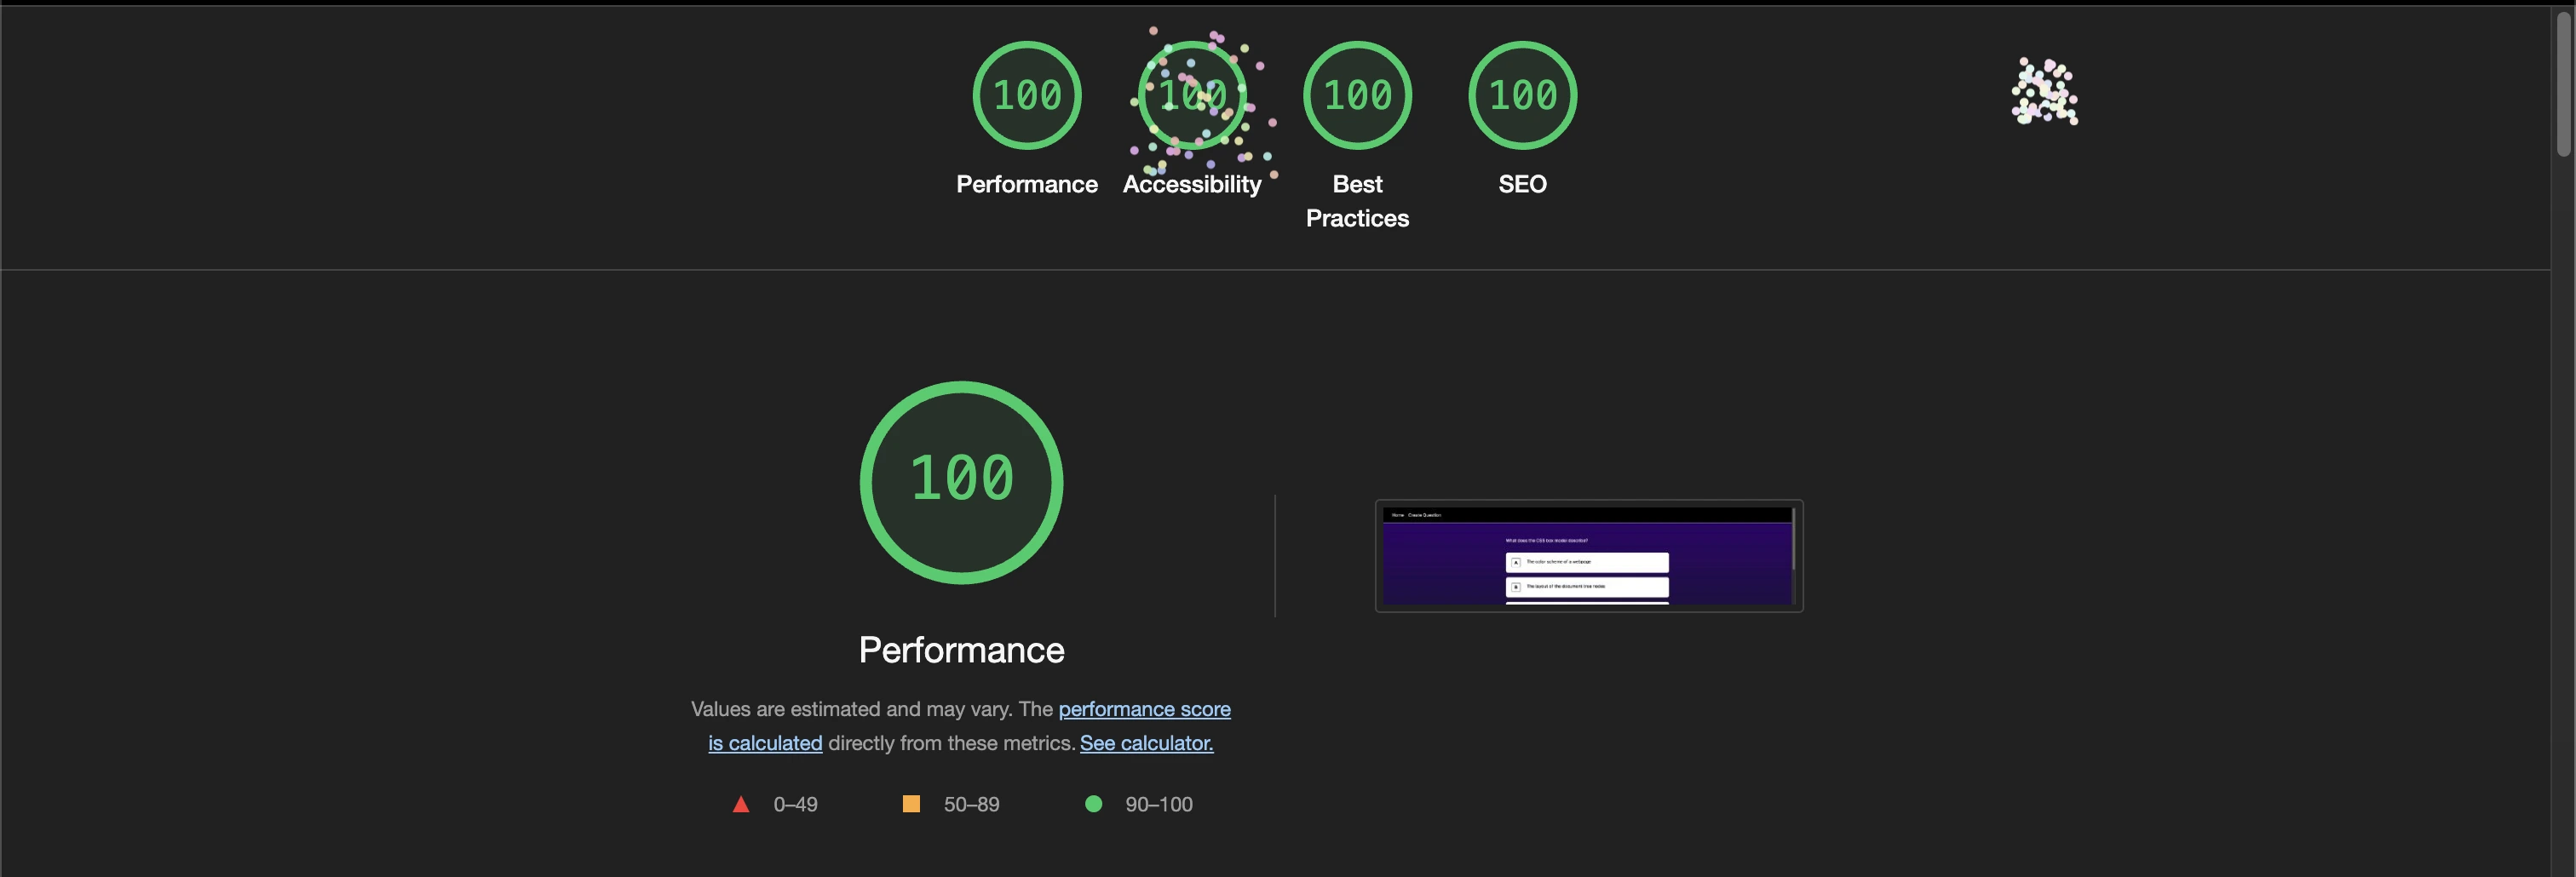 100
100
100
100
Performance
Accessibility
Best
Practices
SEO
100
Performance
Values are estimated and may vary. The performance score
is calculated directly from these metrics. See calculator.
0–49
50–89
90–100
Home Create Question
What does the CSS box model describe?
A The color scheme of a webpage
B The layout of the document tree nodes